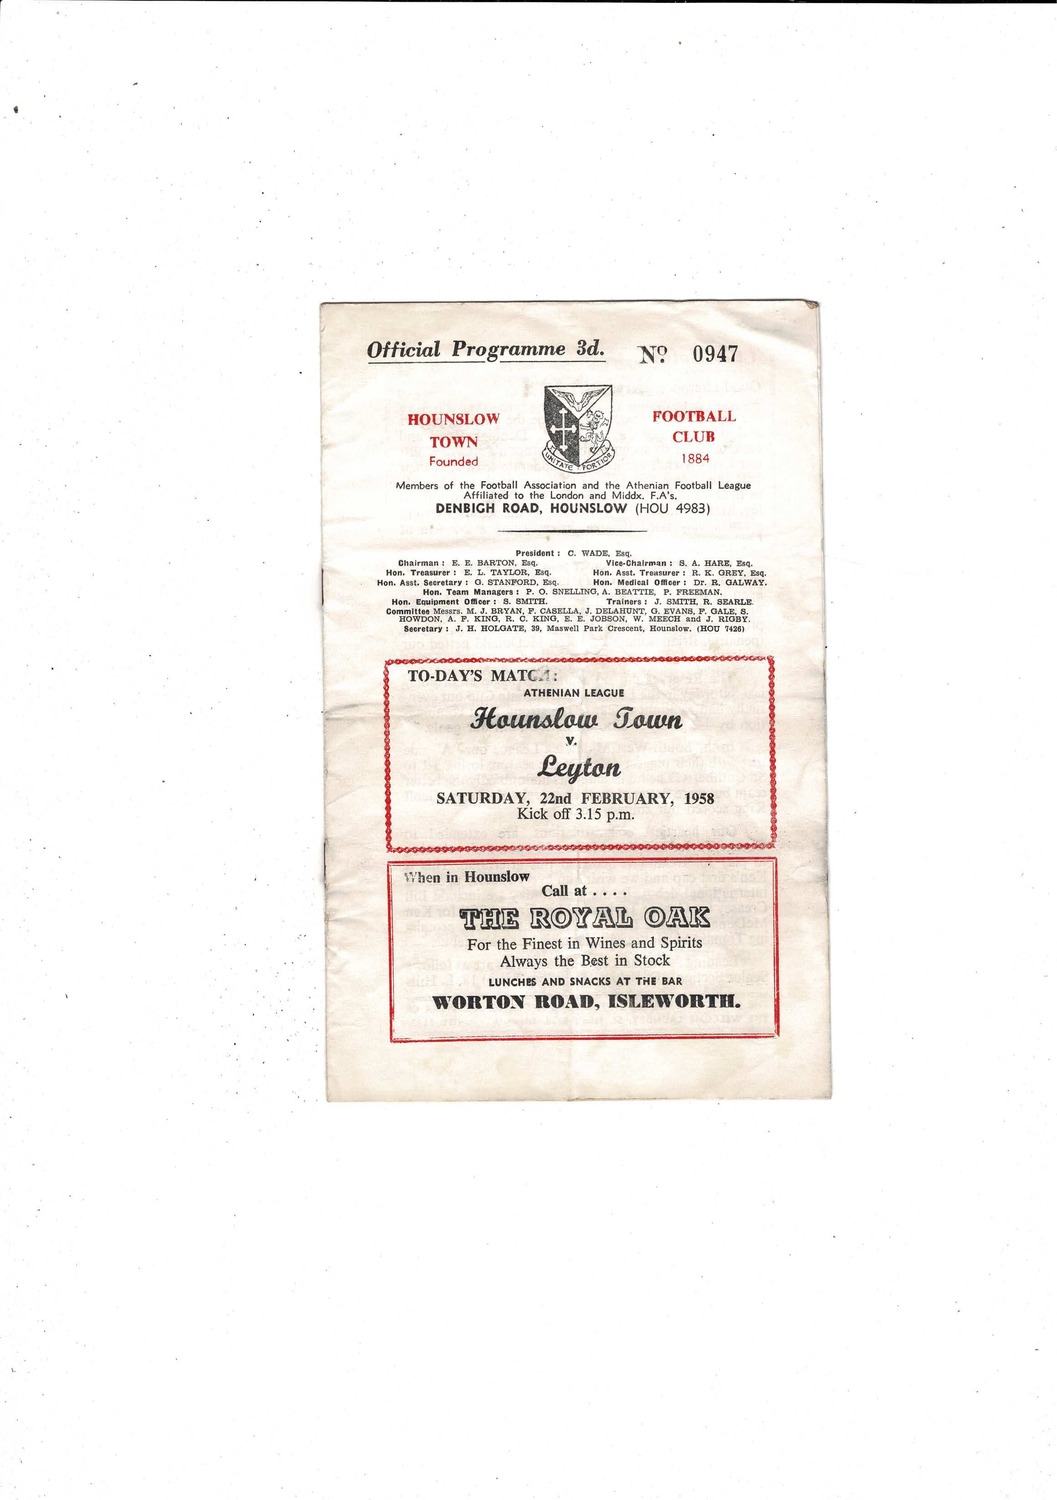 Official Programme 3d. No. 0947
HOUNSLOW TOWN
Founded
FOOTBALL CLUB
1884
UNITATE FORTIOR
Members of the Football Association and the Athenian Football League
Affiliated to the London and Middx. F.A's.
DENBIGH ROAD, HOUNSLOW (HOU 4983)
President : C. WADE, Esq.
Chairman : E. E. BARTON, Esq. Vice-Chairman : S. A. HARE, Esq.
Hon. Treasurer : E. L. TAYLOR, Esq. Hon. Asst. Treasurer : R. K. GREY, Esq.
Hon. Asst. Secretary : G. STANFORD, Esq. Hon. Medical Officer : Dr. R. GALWAY.
Hon. Team Managers : P. O. SNELLING, A. BEATTIE, P. FREEMAN.
Hon. Equipment Officer : S. SMITH. Trainers : J. SMITH, R. SEARLE.
Committee Messrs. M. J. BRYAN, F. CASELLA, J. DELAHUNT, G. EVANS, F. GALE, S.
HOWDON, A. F. KING, R. C. KING, E. E. JOBSON, W. MEECH and J. RIGBY.
Secretary : J. H. HOLGATE, 39, Maswell Park Crescent, Hounslow. (HOU 7426)
TO-DAY'S MATCH:
ATHENIAN LEAGUE
Hounslow Town
v.
Leyton
SATURDAY, 22nd FEBRUARY, 1958
Kick off 3.15 p.m.
When in Hounslow
Call at . . . .
THE ROYAL OAK
For the Finest in Wines and Spirits
Always the Best in Stock
LUNCHES AND SNACKS AT THE BAR
WORTON ROAD, ISLEWORTH.